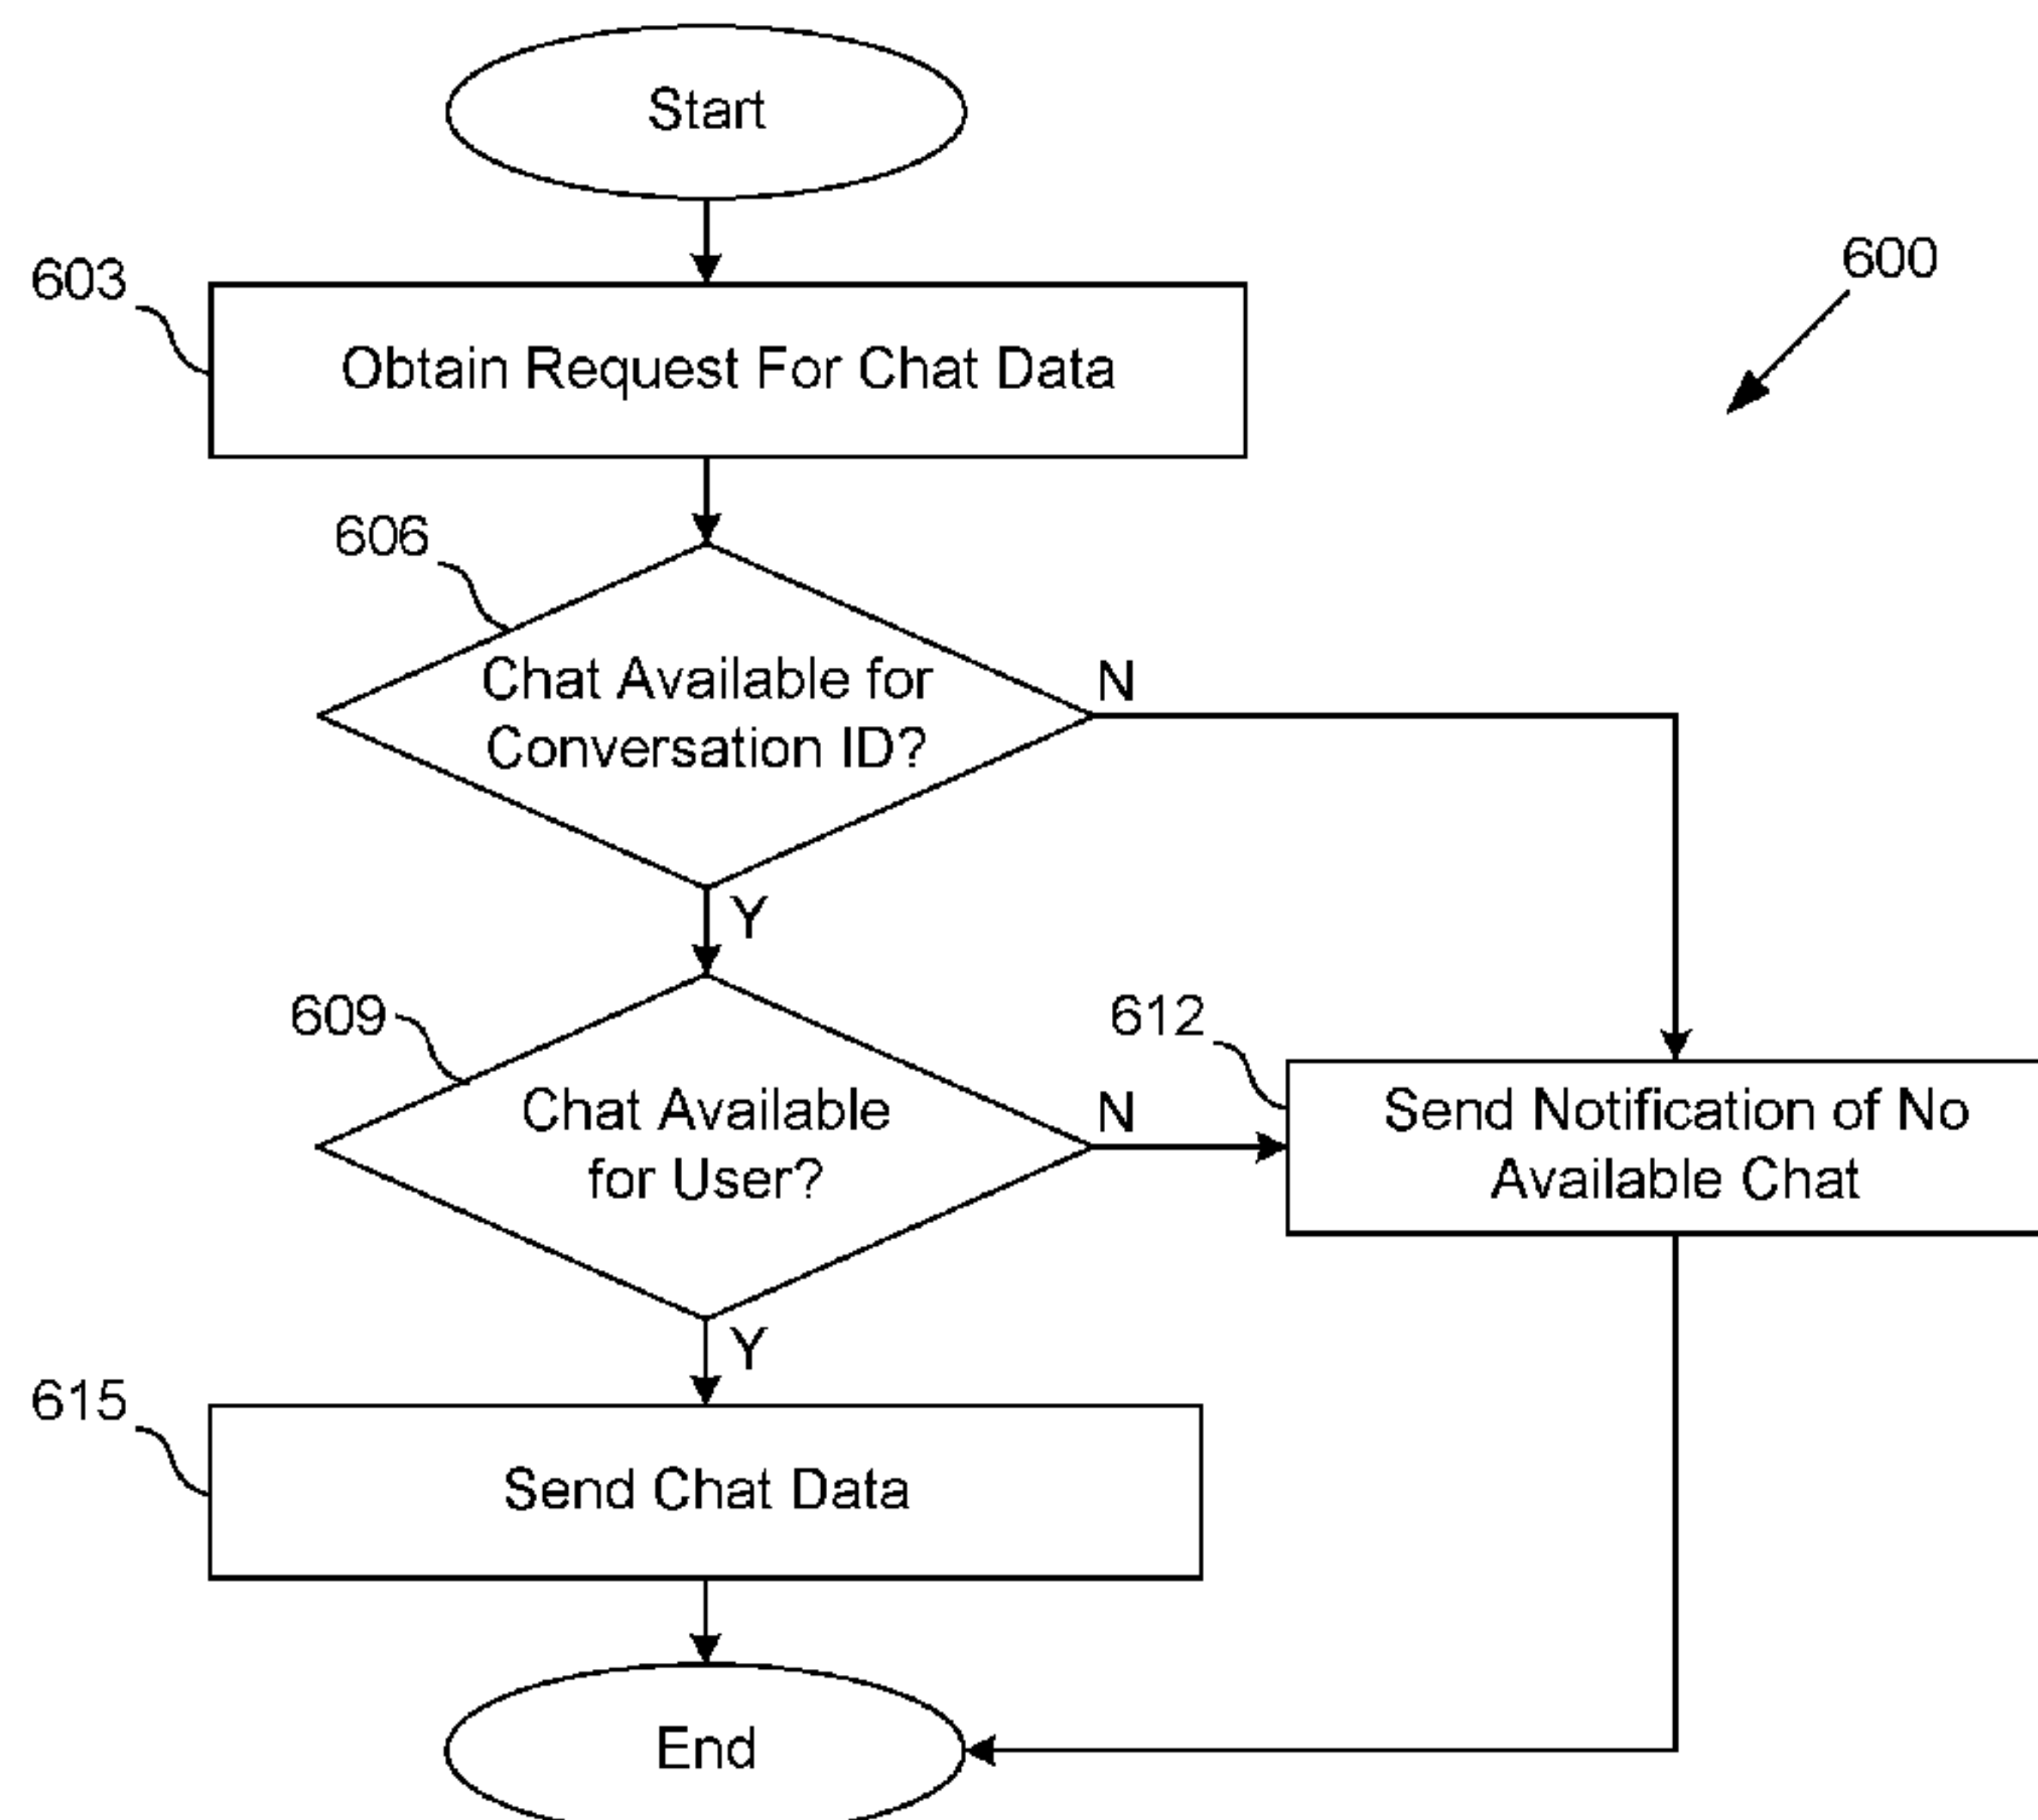 Start
600
603
Obtain Request For Chat Data
606
Chat Available for
Conversation ID?
N
Y
609
Chat Available
for User?
N
612
Send Notification of No
Available Chat
Y
615
Send Chat Data
End